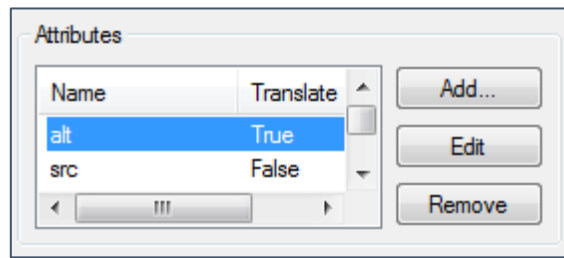 Attributes
Name Translate
alt True
src False
Add...
Edit
Remove